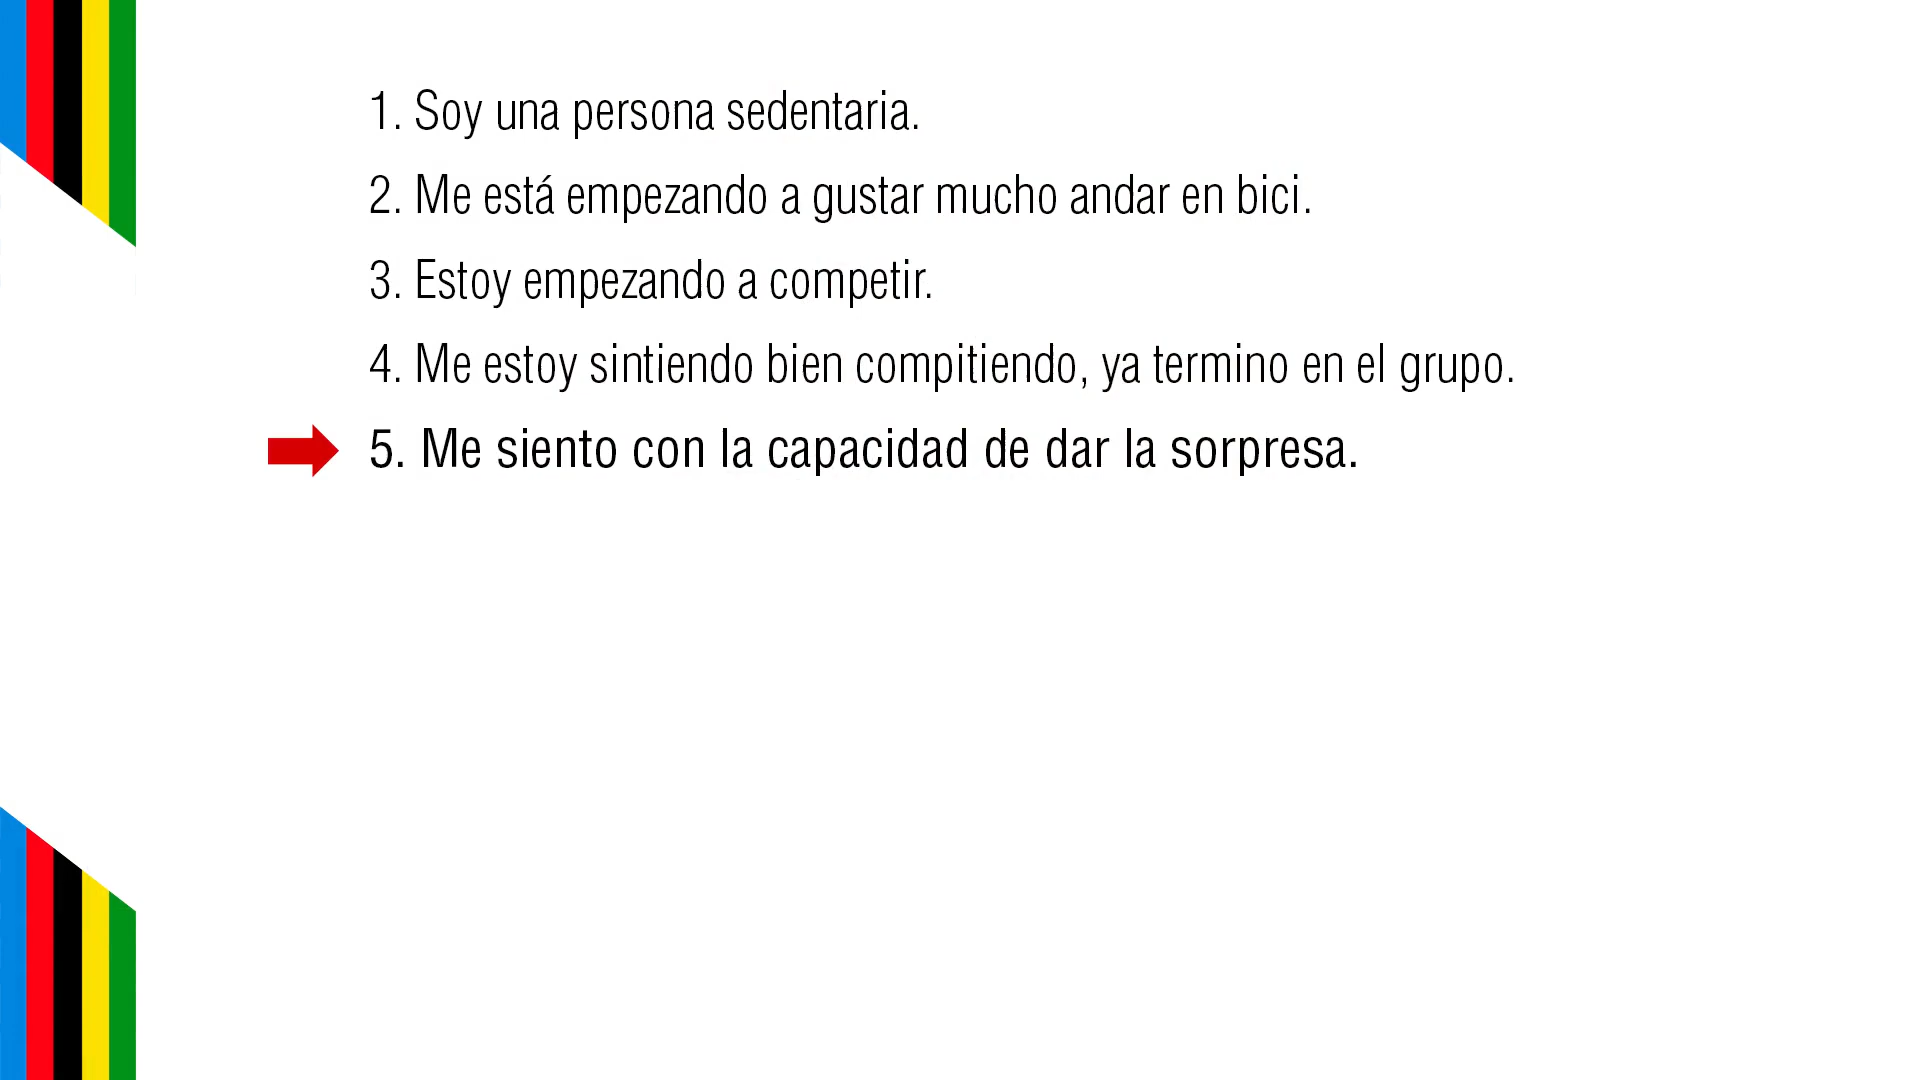 1. Soy una persona sedentaria.
2. Me está empezando a gustar mucho andar en bici.
3. Estoy empezando a competir.
4. Me estoy sintiendo bien compitiendo, ya termino en el grupo.
5. Me siento con la capacidad de dar la sorpresa.